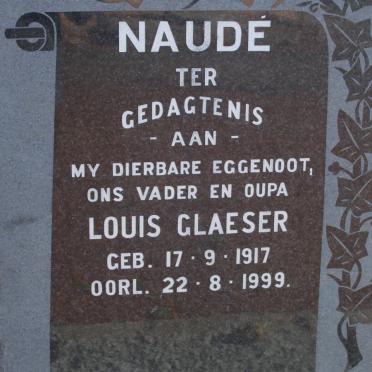 NAUDÉ
TER
GEDAGTENIS
- AAN -
MY DIERBARE EGGENOOT,
ONS VADER EN OUPA
LOUIS GLAESER
GEB. 17·9·1917
OORL. 22·8·1999.